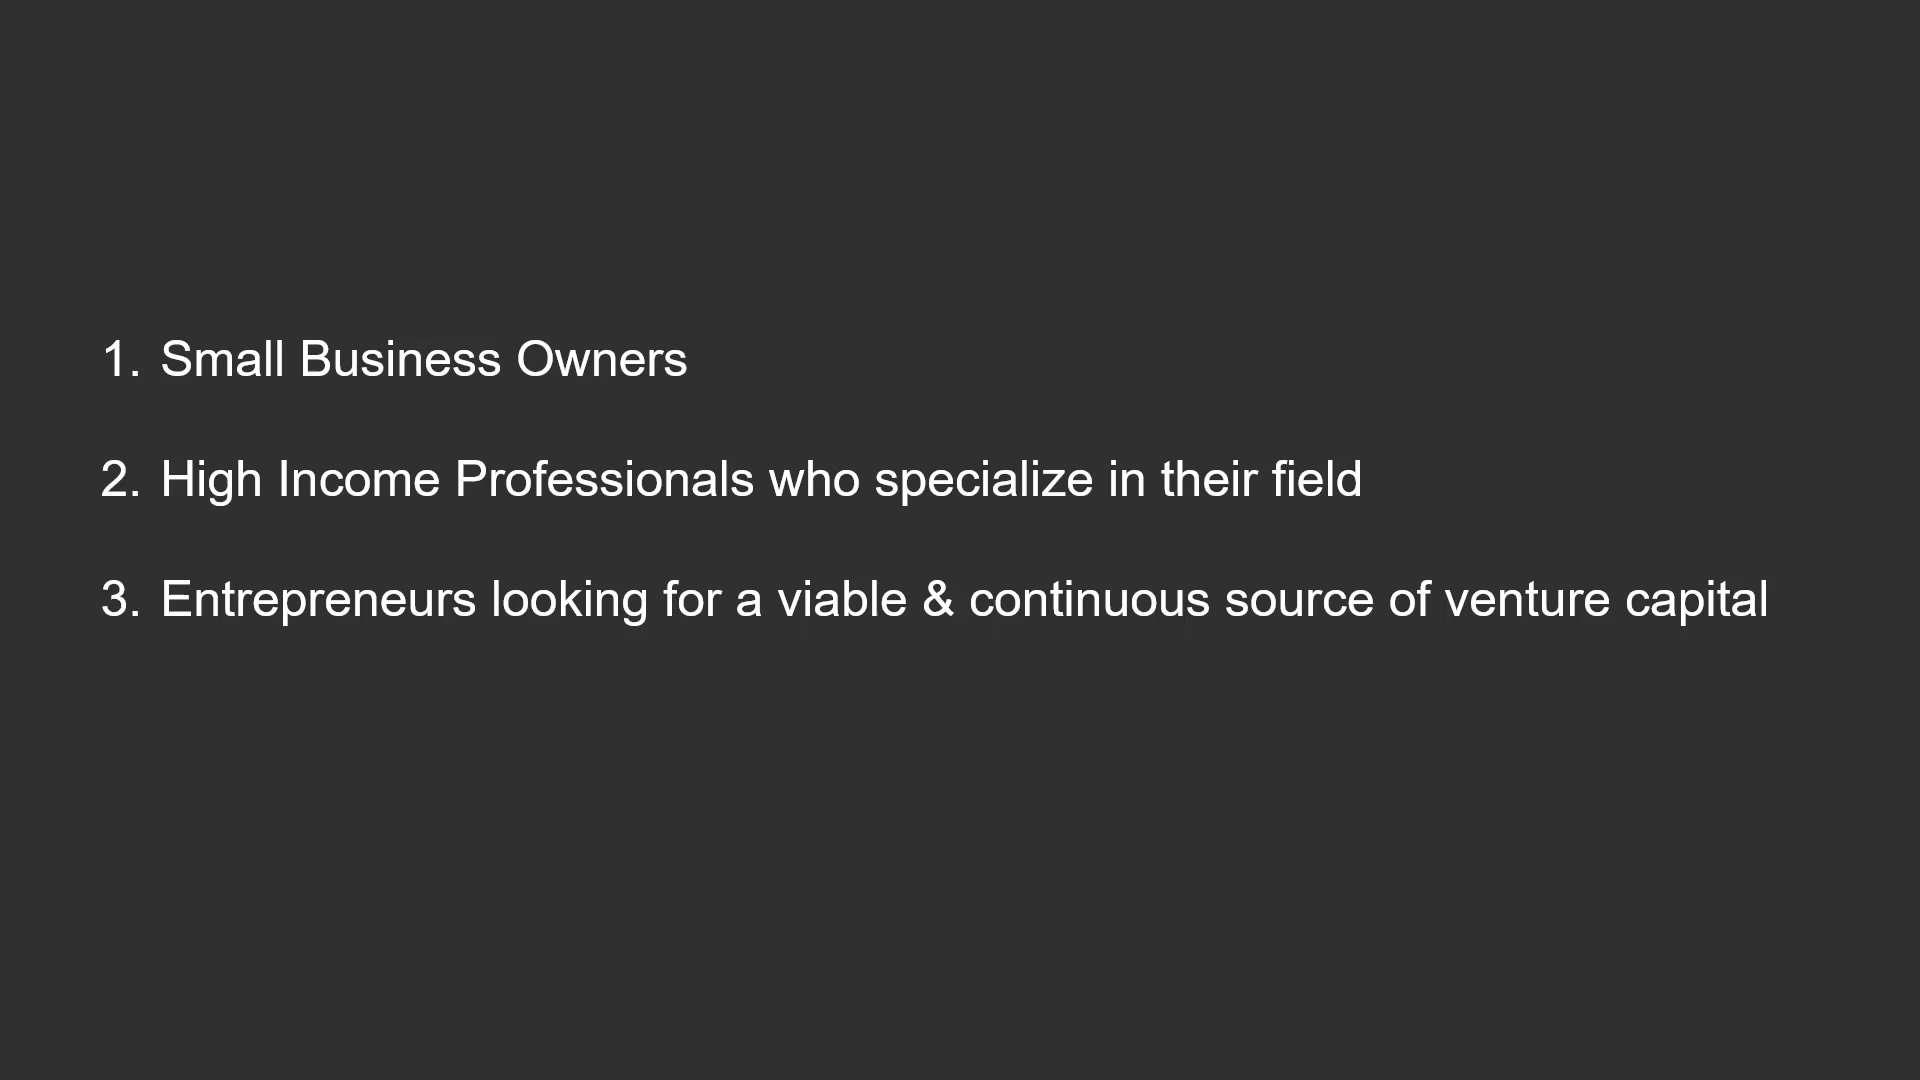 1. Small Business Owners
2. High Income Professionals who specialize in their field
3. Entrepreneurs looking for a viable & continuous source of venture capital